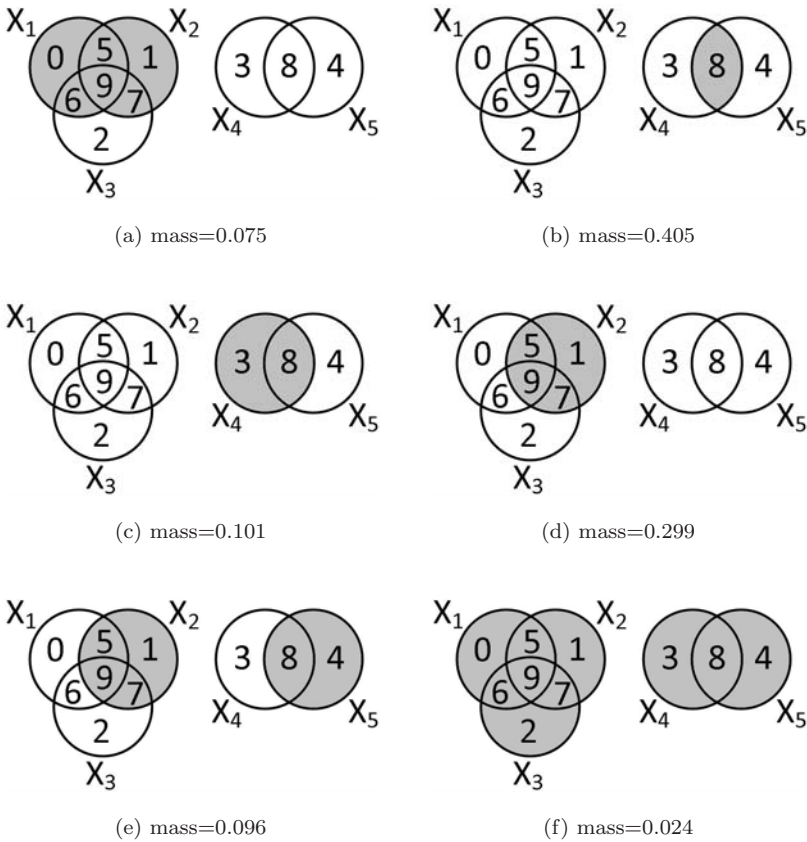 X1 0 5 1 X2 3 8 4
6 9 7
2 X4 X5
X3
(a) mass=0.075
X1 0 5 1 X2 3 8 4
6 9 7
2 X4 X5
X3
(b) mass=0.405
X1 0 5 1 X2 3 8 4
6 9 7
2 X4 X5
X3
(c) mass=0.101
X1 0 5 1 X2 3 8 4
6 9 7
2 X4 X5
X3
(d) mass=0.299
X1 0 5 1 X2 3 8 4
6 9 7
2 X4 X5
X3
(e) mass=0.096
X1 0 5 1 X2 3 8 4
6 9 7
2 X4 X5
X3
(f) mass=0.024